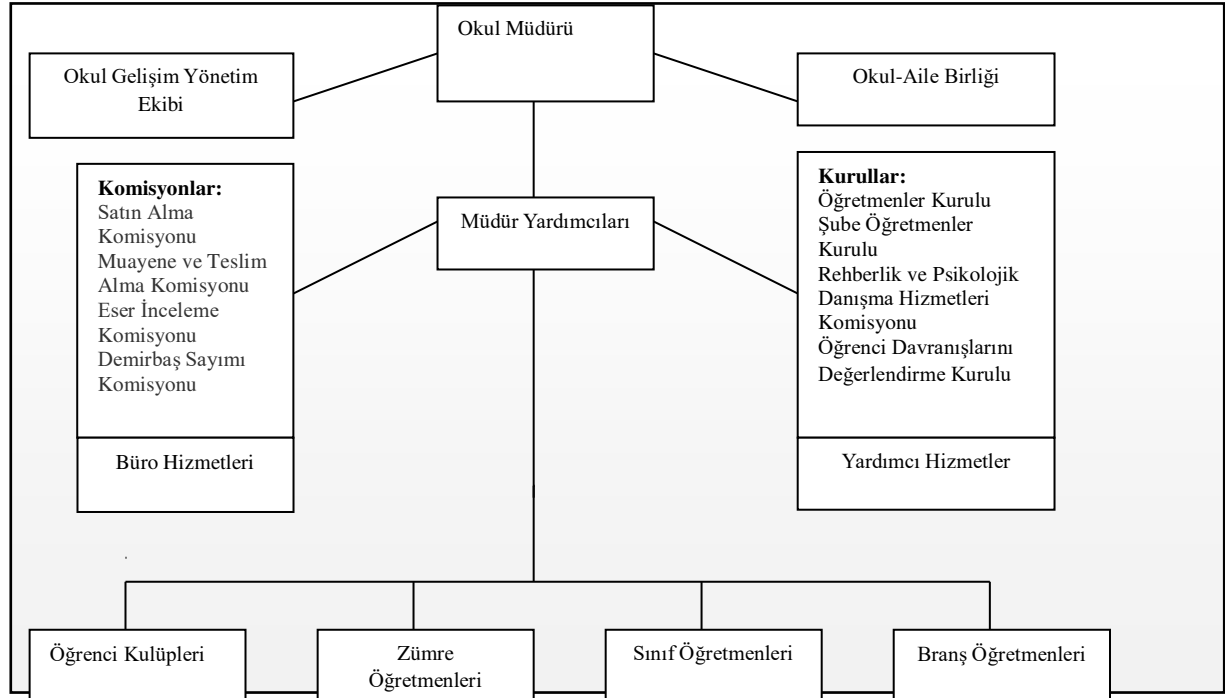 Okul Müdürü
Okul Gelişim Yönetim
Ekibi
Okul-Aile Birliği
Komisyonlar:
Satın Alma
Komisyonu
Muayene ve Teslim
Alma Komisyonu
Eser İnceleme
Komisyonu
Demirbaş Sayımı
Komisyonu
Müdür Yardımcıları
Kurullar:
Öğretmenler Kurulu
Şube Öğretmenler
Kurulu
Rehberlik ve Psikolojik
Danışma Hizmetleri
Komisyonu
Öğrenci Davranışlarını
Değerlendirme Kurulu
Büro Hizmetleri
Yardımcı Hizmetler
Öğrenci Kulüpleri
Zümre
Öğretmenleri
Sınıf Öğretmenleri
Branş Öğretmenleri